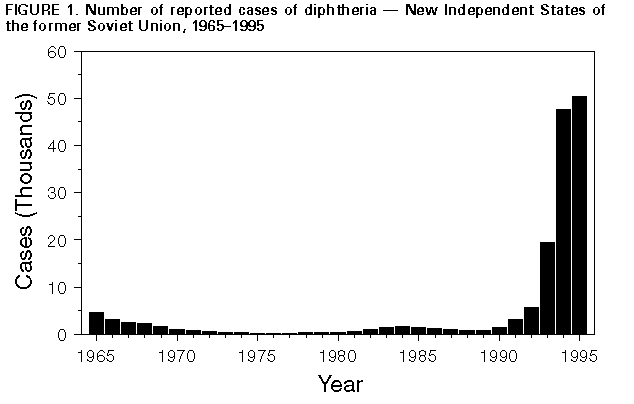 FIGURE 1. Number of reported cases of diphtheria — New Independent States of
the former Soviet Union, 1965–1995
60
50
40
30
20
10
0
Cases (Thousands)
1965 1970 1975 1980 1985 1990 1995
Year